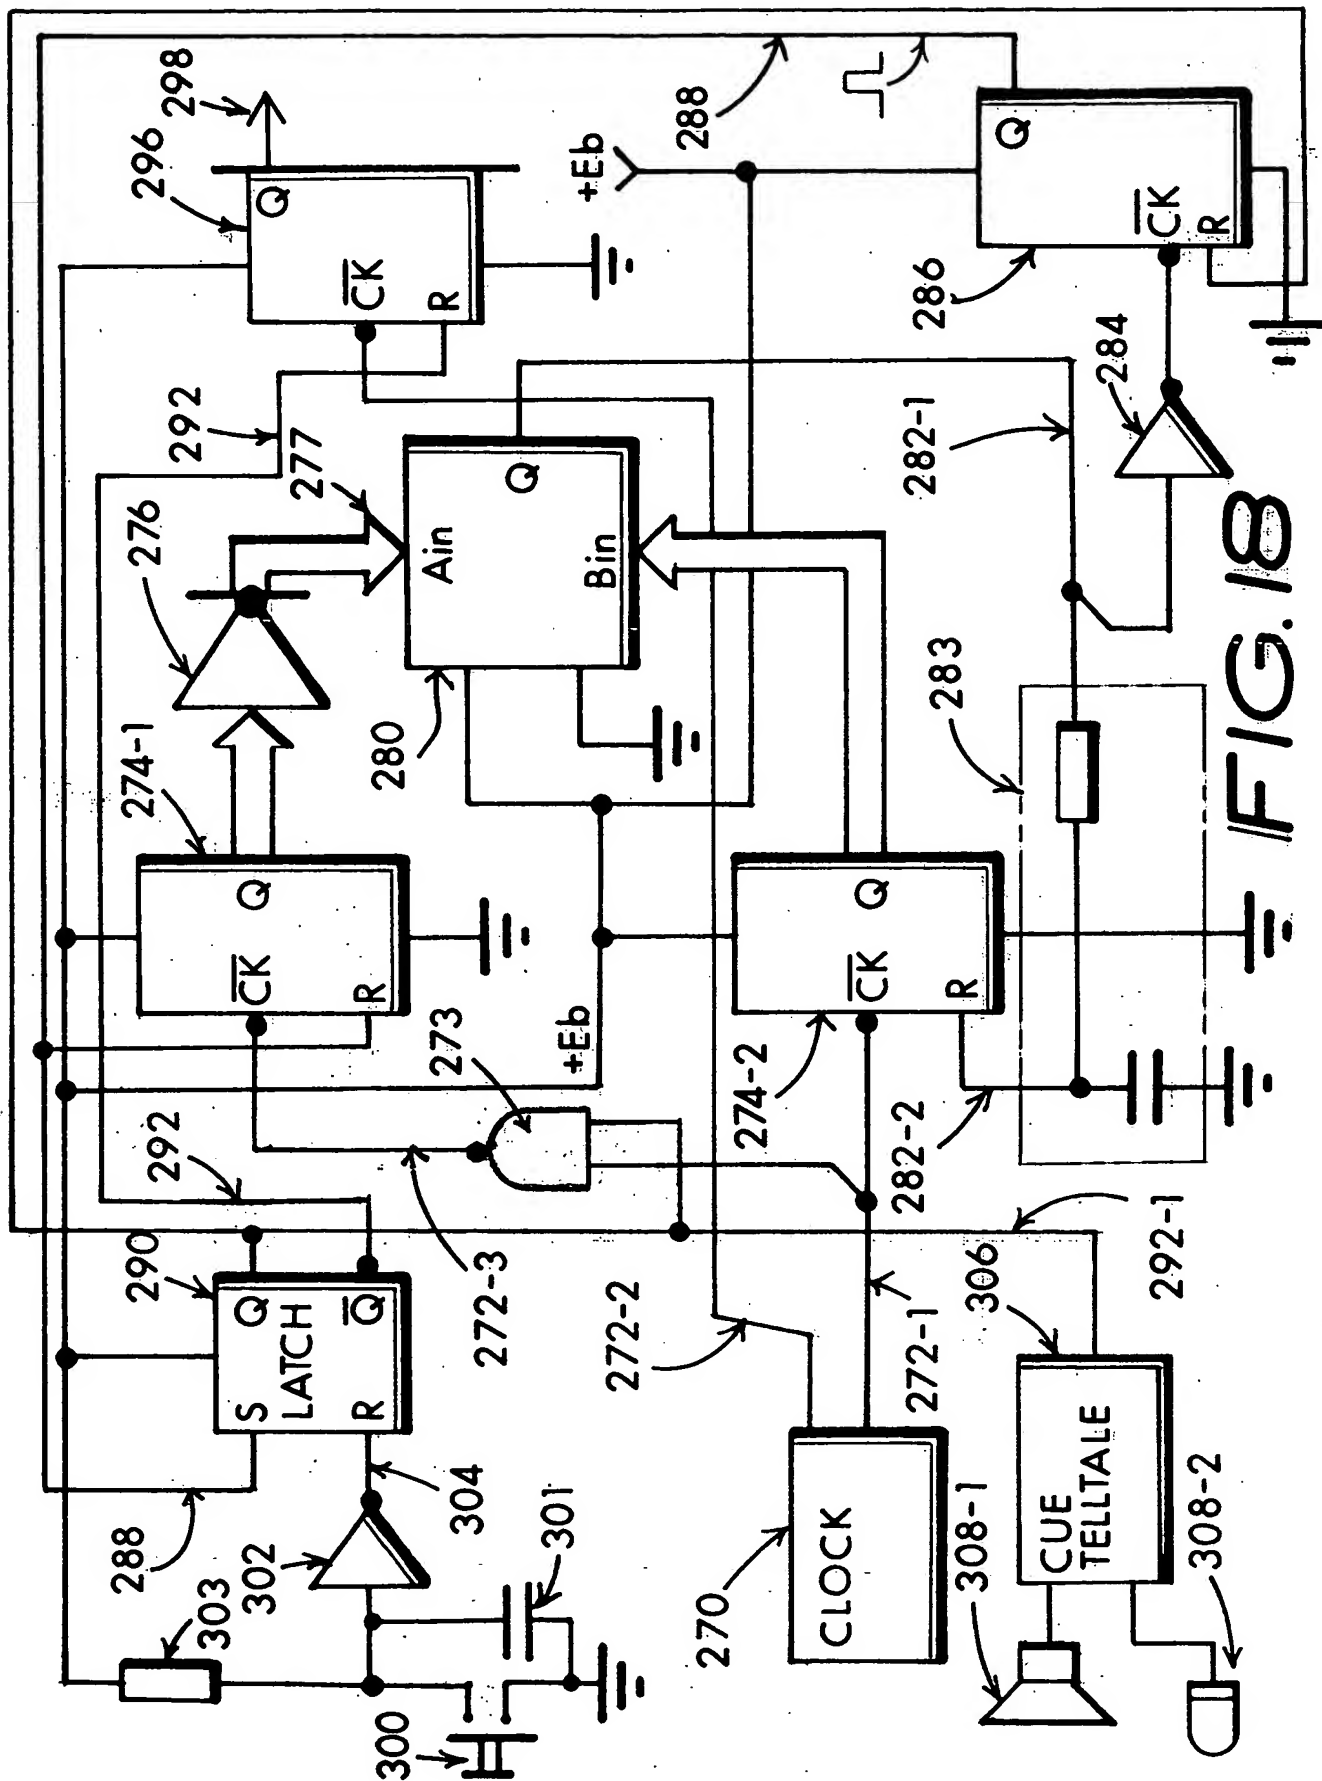 298
296
Q
CK
R
292
277
276
274-1
Q
CK
R
Ain
Bin
Q
280
+Eb
288
Q
CK
R
286
284
282-1
283
+Eb
273
Q
CK
R
274-2
282-2
292
290
Q
Q
S
LATCH
R
272-3
272-2
272-1
292-1
288
302
304
303
301
300
270
CLOCK
306
CUE
TELLTALE
308-1
308-2
FIG. 18